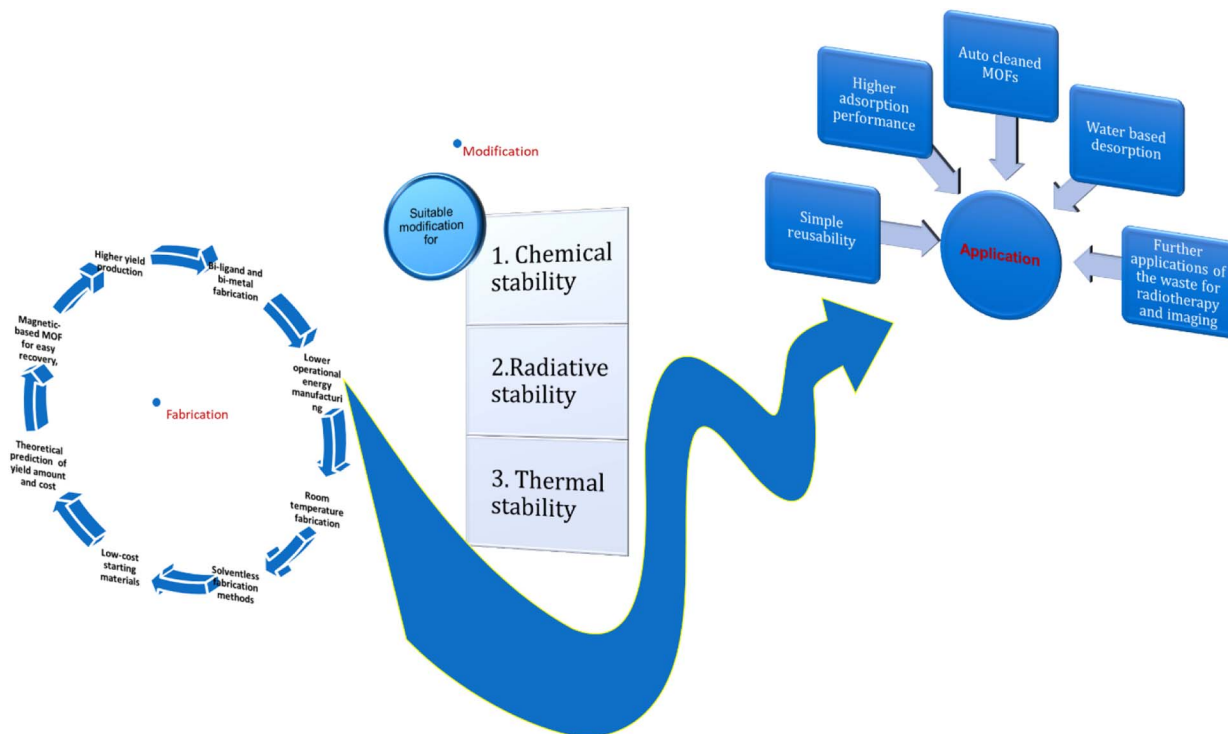 Higher yield
production
Bi-ligand and
bi-metal
fabrication
Lower
operational
energy
manufacturi
ng
Room
temperature
fabrication
Solventless
fabrication
methods
Low-cost
starting
materials
Theoretical
prediction of
yield amount
and cost
Magnetic-
based MOF
for easy
recovery,
Fabrication
Modification
Suitable
modification
for
1. Chemical
stability
2.Radiative
stability
3. Thermal
stability
Simple
reusability
Higher
adsorption
performance
Auto cleaned
MOFs
Water based
desorption
Further
applications of
the waste for
radiotherapy
and imaging
Application